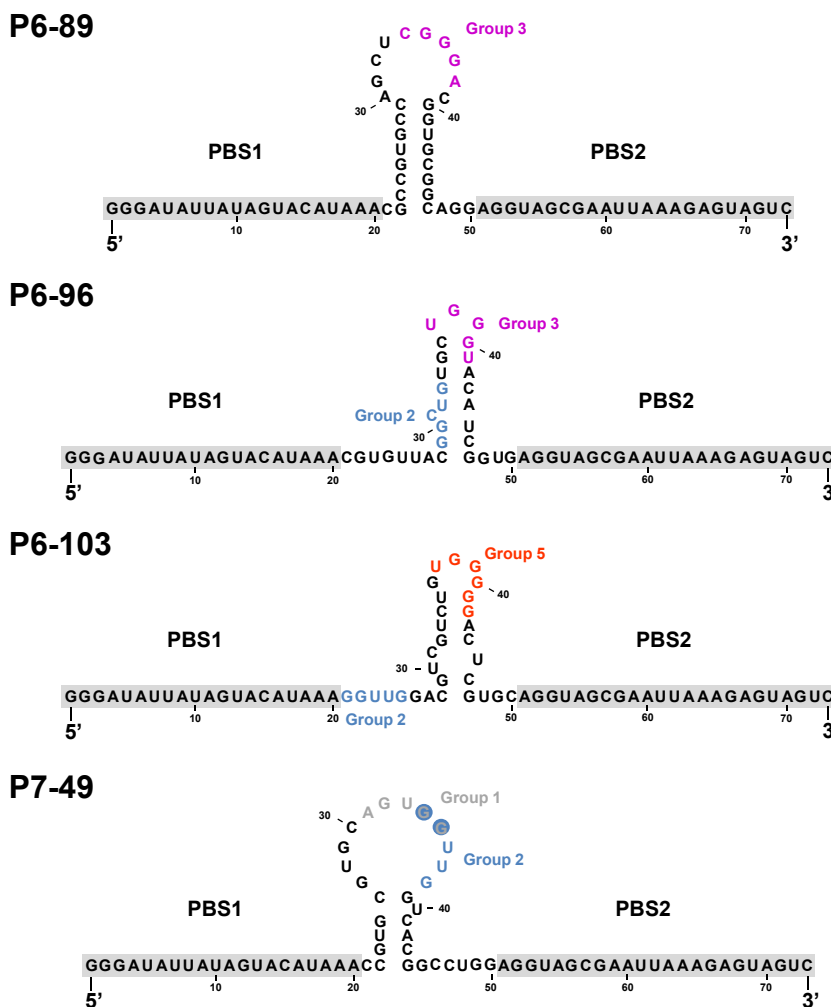 P6-89
U C G G G Group 3
C G
G A
30 A C
C G 40
C G
G U
U G
PBS1 G C PBS2
C G
C G
GGGAUAUUAUAGUACAUAAACG CAGGAGGUAGCGAAUUAAAGAGUAGUC
10 20 50 60 70
5’ 3’
P6-96
G
U G Group 3
C G 40
G U
U A
PBS1 G C PBS2
U A
Group 2 C
30 G U
G C
GGGAUAUUAUAGUACAUAAACGUGUUAC GGUGAGGUAGCGAAUUAAAGAGUAGUC
10 20 50 60 70
5’ 3’
P6-103
U G G Group 5
G G 40
U G
C G
U A
PBS1 G C PBS2
C U
30 U C
G
GGGAUAUUAUAGUACAUAAAGGUUGGAC GUGCAGGUAGCGAAUUAAAGAGUAGUC
10 20 50 60 70
Group 2
5’ 3’
P7-49
A G U G Group 1
30 C G
G U
U U Group 2
G G
C G
PBS1 U 40 PBS2
G C
U A
G C
GGGAUAUUAUAGUACAUAAACC GGCCUGGAGGUAGCGAAUUAAAGAGUAGUC
10 20 50 60 70
5’ 3’